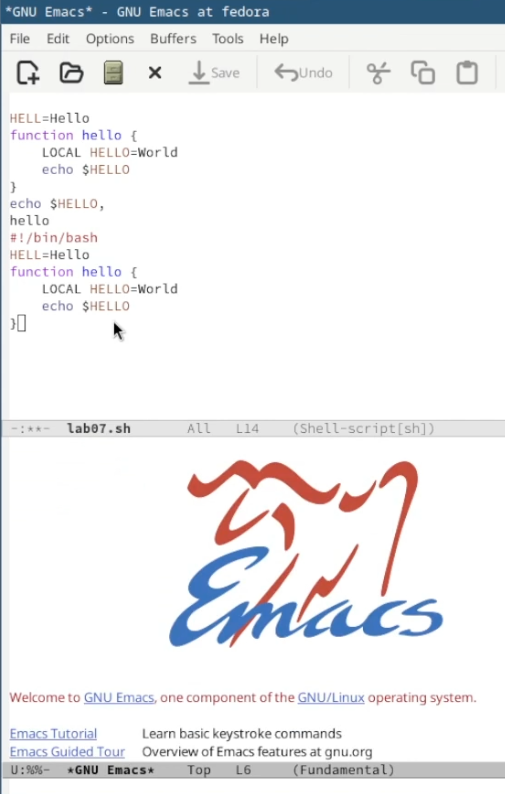 *GNU Emacs* - GNU Emacs at fedora
File Edit Options Buffers Tools Help
Save Undo
HELL=Hello
function hello {
    LOCAL HELLO=World
    echo $HELLO
}
echo $HELLO,
hello
#!/bin/bash
HELL=Hello
function hello {
    LOCAL HELLO=World
    echo $HELLO
}
-:**- lab07.sh All L14 (Shell-script[sh])
Emacs
Welcome to GNU Emacs, one component of the GNU/Linux operating system.
Emacs Tutorial Learn basic keystroke commands
Emacs Guided Tour Overview of Emacs features at gnu.org
U:%%- *GNU Emacs* Top L6 (Fundamental)